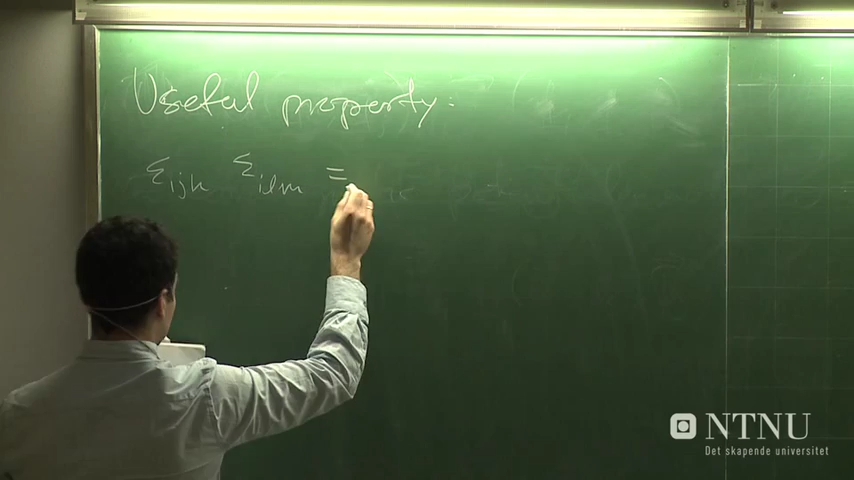 Useful property:
εijk εilm =
NTNU
Det skapende universitet